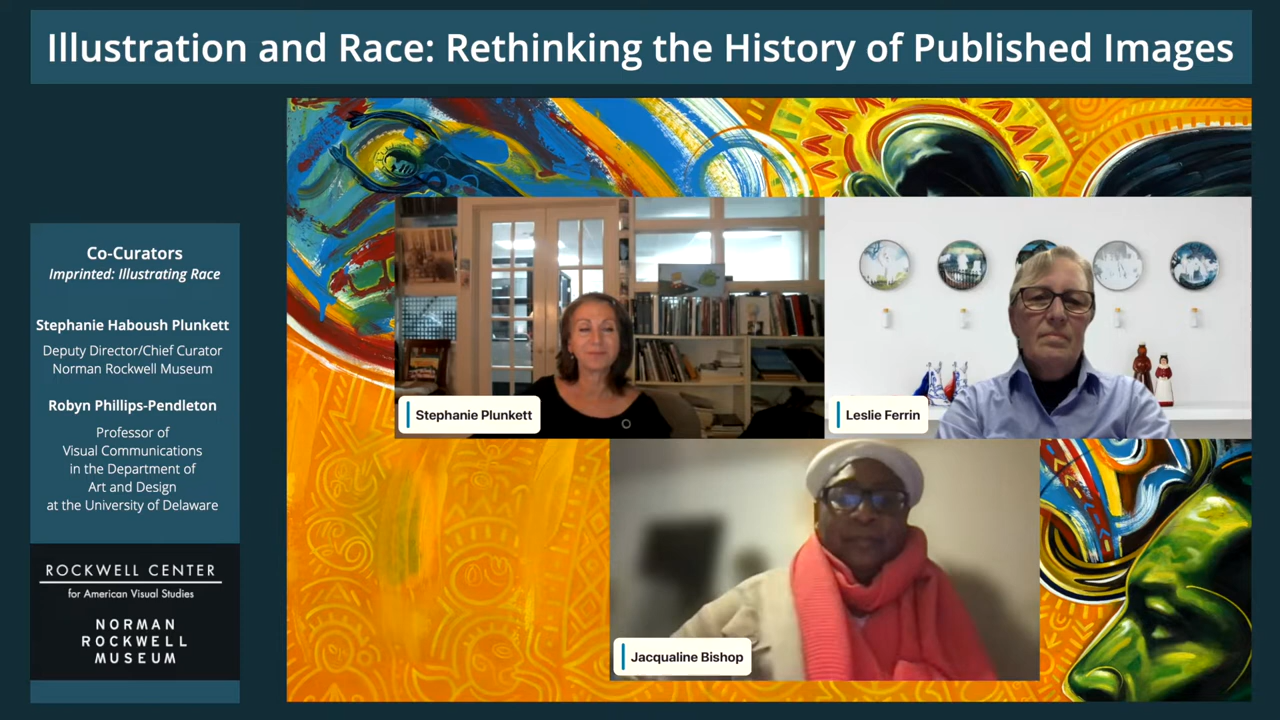 Illustration and Race: Rethinking the History of Published Images
Co-Curators
Imprinted: Illustrating Race
Stephanie Haboush Plunkett
Deputy Director/Chief Curator
Norman Rockwell Museum
Robyn Phillips-Pendleton
Professor of
Visual Communications
in the Department of
Art and Design
at the University of Delaware
ROCKWELL CENTER
for American Visual Studies
NORMAN
ROCKWELL
MUSEUM
Stephanie Plunkett
Leslie Ferrin
Jacqualine Bishop